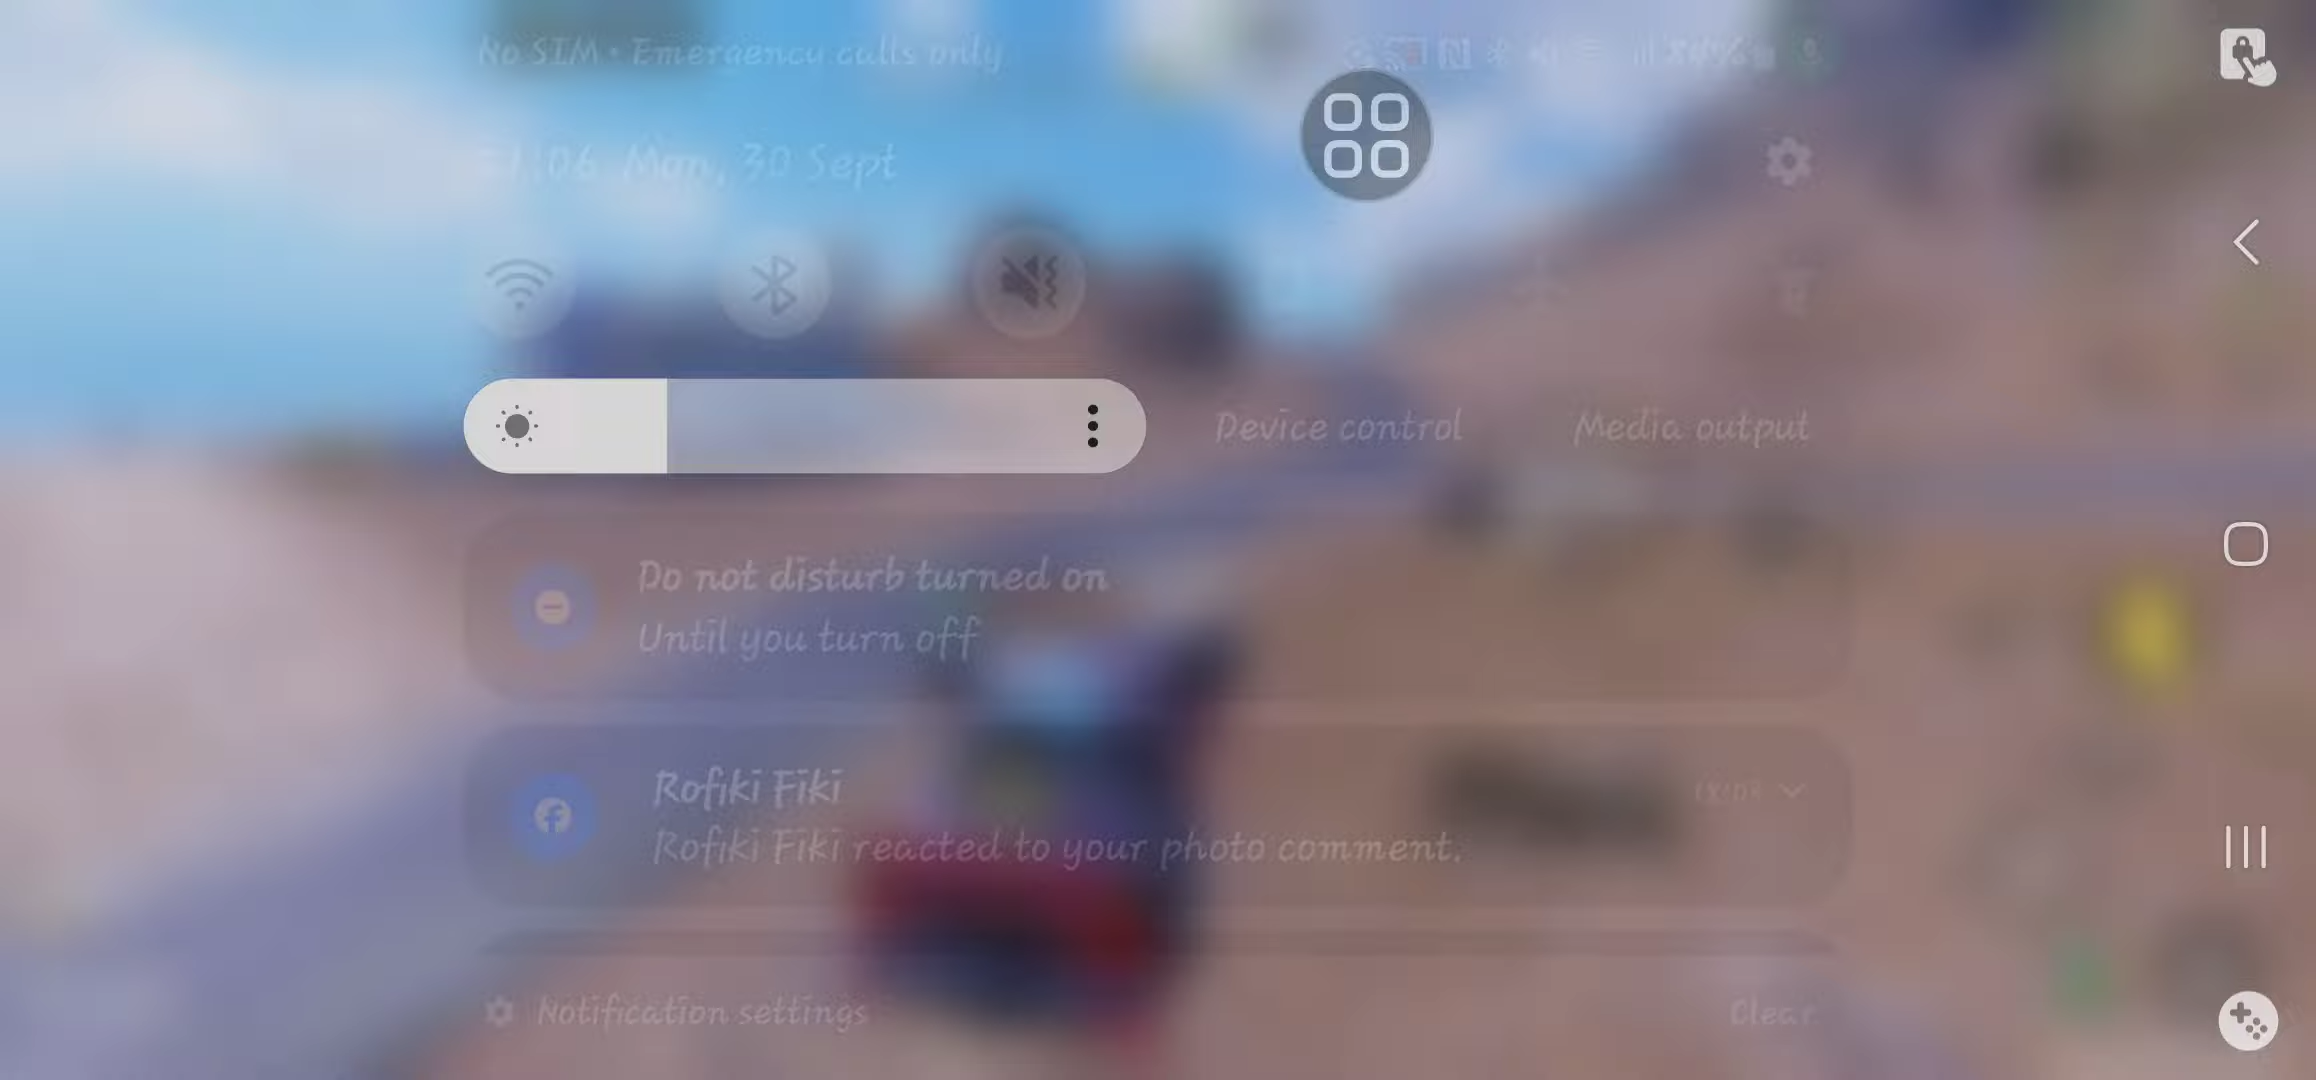 No SIM • Emergency calls only
Mon, 30 Sept
Device control
Media output
Do not disturb turned on
Until you turn off
Rofiki Fiki
Rofiki Fiki reacted to your photo comment.
Notification settings
Clear